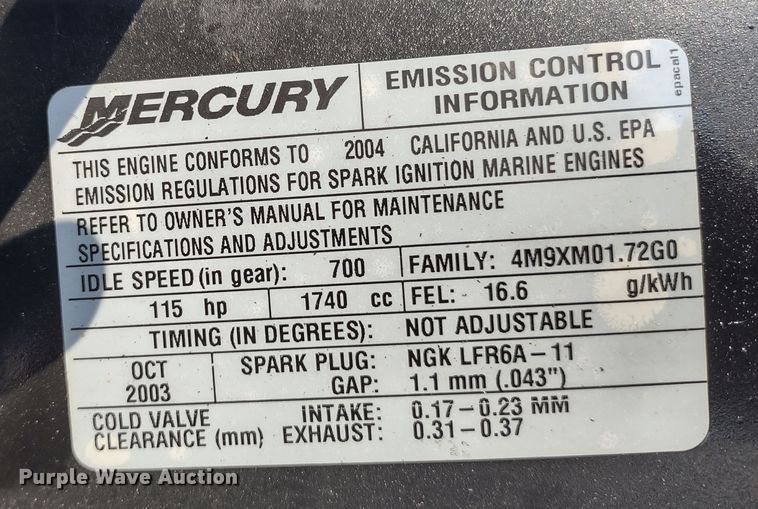 MERCURY
EMISSION CONTROL
INFORMATION
epacal1
THIS ENGINE CONFORMS TO 2004 CALIFORNIA AND U.S. EPA
EMISSION REGULATIONS FOR SPARK IGNITION MARINE ENGINES
REFER TO OWNER'S MANUAL FOR MAINTENANCE
SPECIFICATIONS AND ADJUSTMENTS
IDLE SPEED (in gear): 700 FAMILY: 4M9XM01.72G0
115 hp 1740 cc FEL: 16.6 g/kWh
TIMING (IN DEGREES): NOT ADJUSTABLE
OCT
2003
SPARK PLUG: NGK LFR6A-11
GAP: 1.1 mm (.043")
COLD VALVE
CLEARANCE (mm)
INTAKE: 0.17-0.23 MM
EXHAUST: 0.31-0.37
Purple Wave Auction